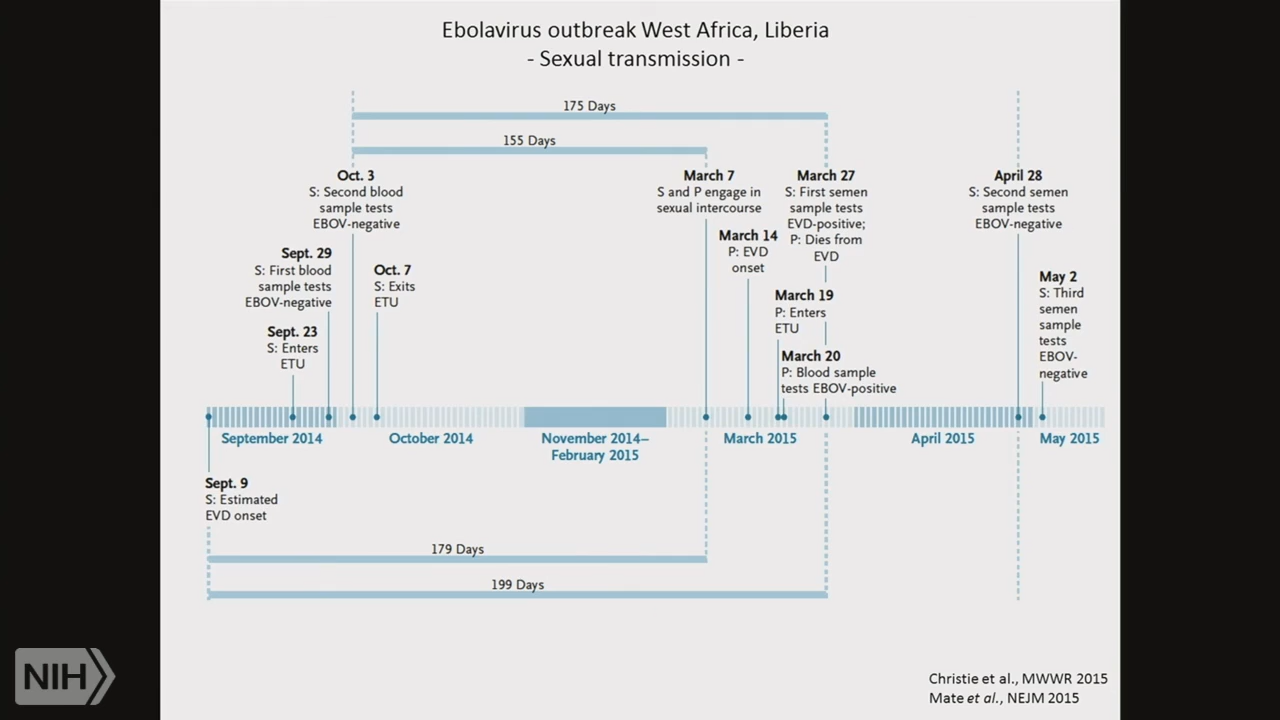 Ebolavirus outbreak West Africa, Liberia
- Sexual transmission -
175 Days
155 Days
Oct. 3
S: Second blood
sample tests
EBOV-negative
March 7
S and P engage in
sexual intercourse
March 27
S: First semen
sample tests
EVD-positive;
P: Dies from
EVD
April 28
S: Second semen
sample tests
EBOV-negative
March 14
P: EVD
onset
Sept. 29
S: First blood
sample tests
EBOV-negative
Oct. 7
S: Exits
ETU
May 2
S: Third
semen
sample
tests
EBOV-
negative
March 19
P: Enters
ETU
Sept. 23
S: Enters
ETU
March 20
P: Blood sample
tests EBOV-positive
September 2014
October 2014
November 2014–
February 2015
March 2015
April 2015
May 2015
Sept. 9
S: Estimated
EVD onset
179 Days
199 Days
NIH
Christie et al., MWWR 2015
Mate et al., NEJM 2015